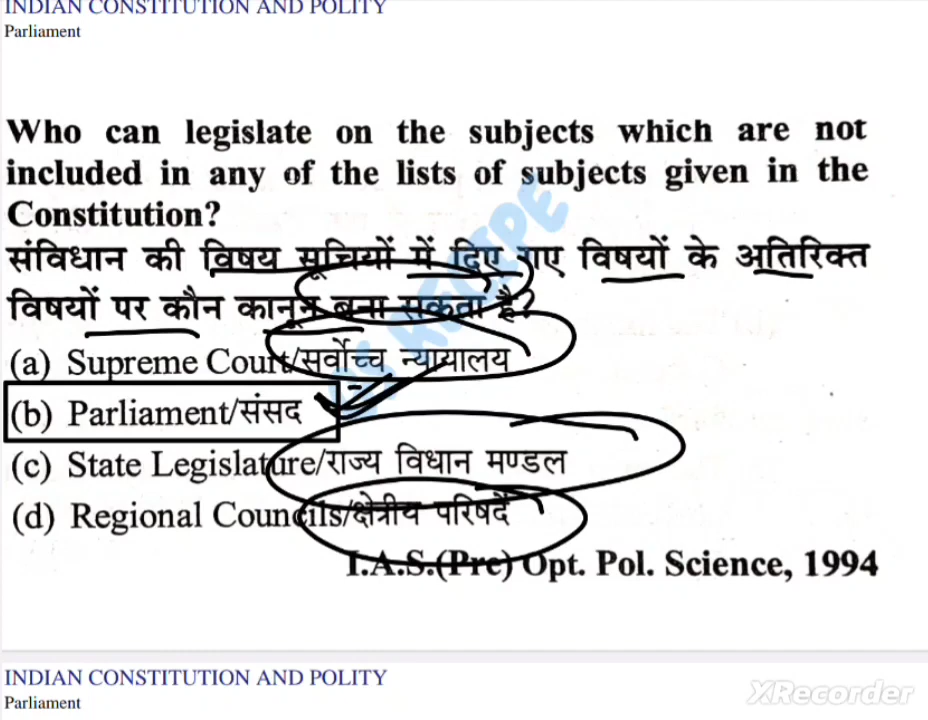 INDIAN CONSTITUTION AND POLITY
Parliament
Who can legislate on the subjects which are not
included in any of the lists of subjects given in the
Constitution?
संविधान की विषय सूचियों में दिए गए विषयों के अतिरिक्त
विषयों पर कौन कानून बना सकता है?
(a) Supreme Court/सर्वोच्च न्यायालय
(b) Parliament/संसद
(c) State Legislature/राज्य विधान मण्डल
(d) Regional Councils/क्षेत्रीय परिषदें
I.A.S.(Pre) Opt. Pol. Science, 1994
INDIAN CONSTITUTION AND POLITY
Parliament
XRecorder